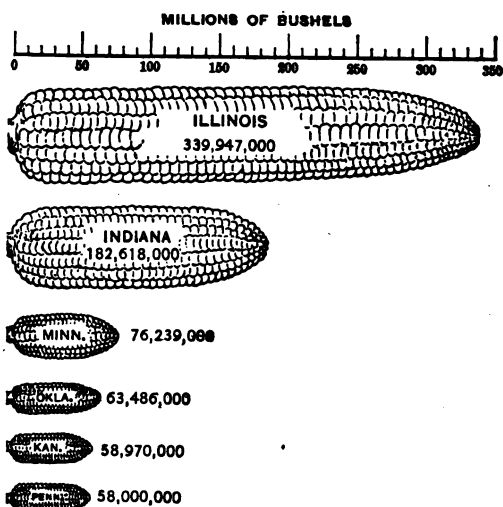 MILLIONS OF BUSHELS
0 50 100 150 200 250 300 350
ILLINOIS
339,947,000
INDIANA
182,618,000
MINN. 76,239,000
OKLA. 63,486,000
KAN. 58,970,000
PENN. 58,000,000